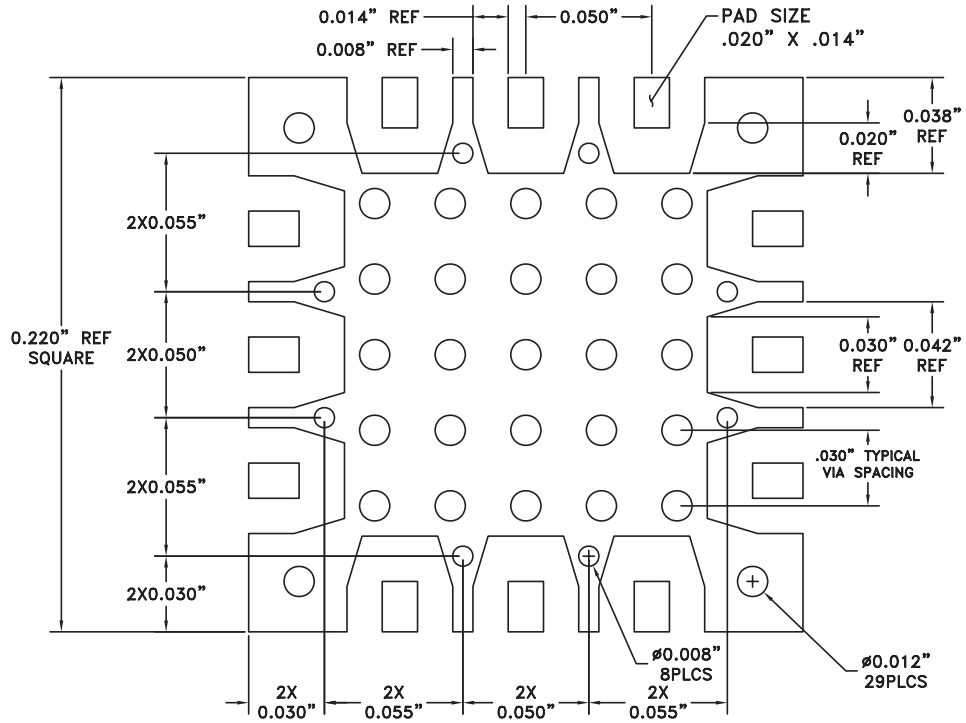 0.014” REF
0.050”
PAD SIZE
.020” X .014”
0.008” REF
0.038”
REF
0.020”
REF
2X0.055”
0.220” REF
SQUARE
2X0.050”
0.030”
REF
0.042”
REF
.030” TYPICAL
VIA SPACING
2X0.055”
2X0.030”
ø0.008”
8PLCS
ø0.012”
29PLCS
2X
0.030”
2X
0.055”
2X
0.050”
2X
0.055”